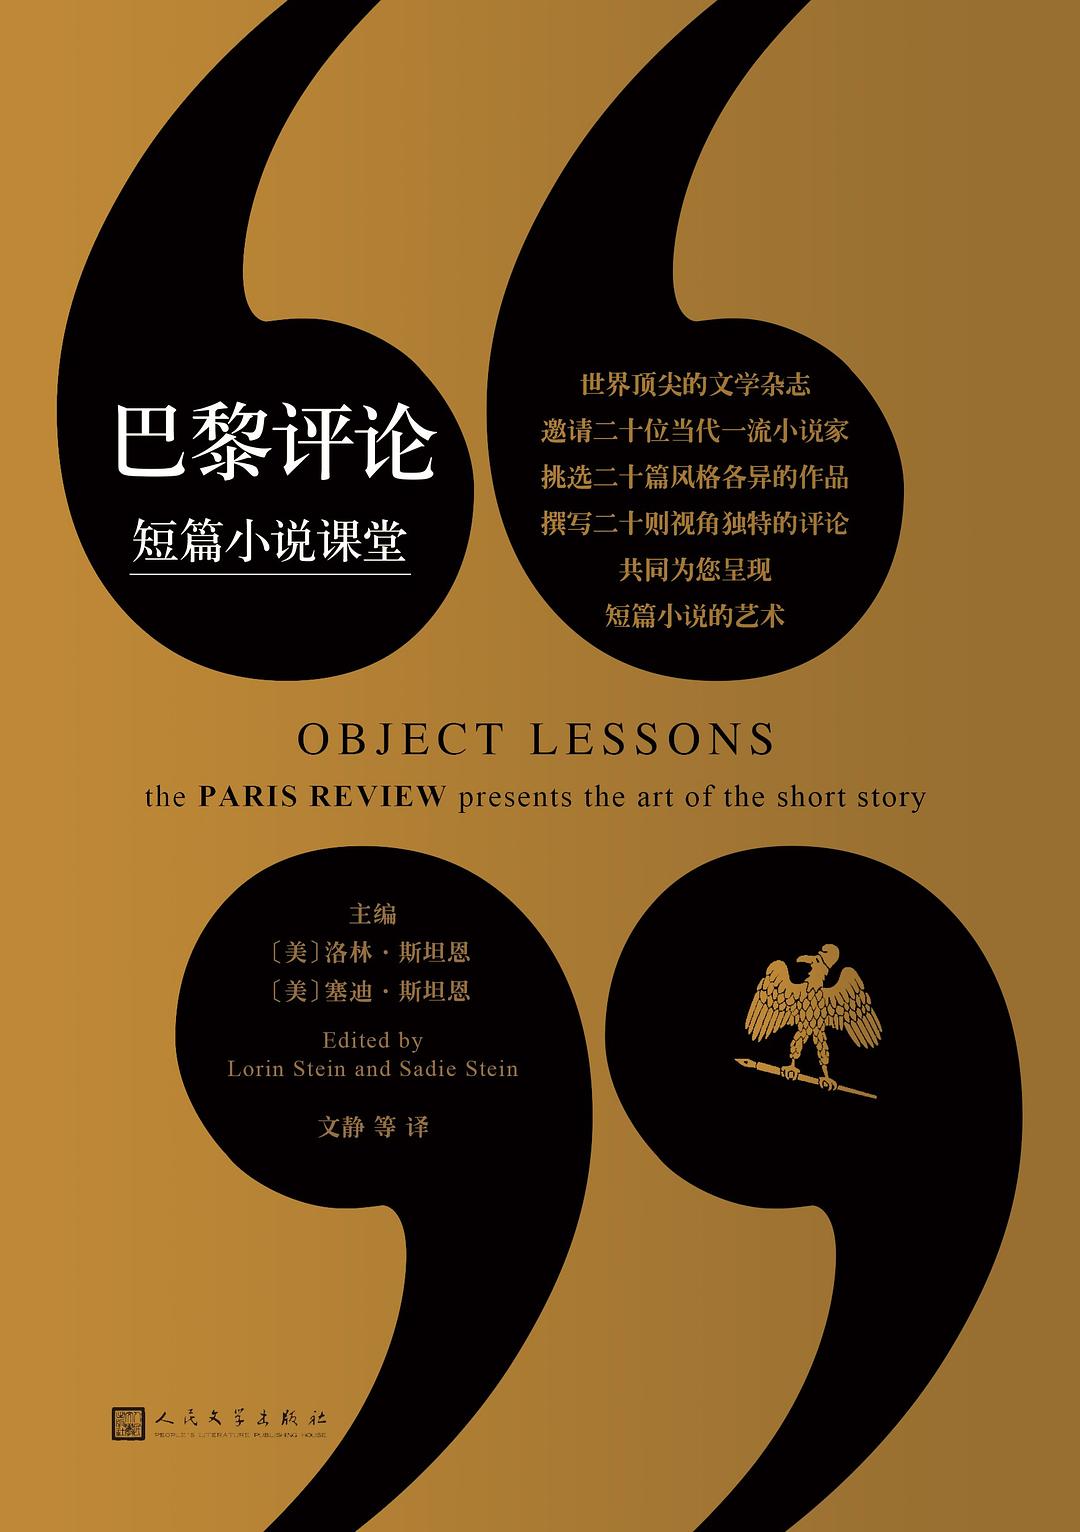 巴黎评论
短篇小说课堂
世界顶尖的文学杂志
邀请二十位当代一流小说家
挑选二十篇风格各异的作品
撰写二十则视角独特的评论
共同为您呈现
短篇小说的艺术
OBJECT LESSONS
the PARIS REVIEW presents the art of the short story
主编
〔美〕洛林·斯坦恩
〔美〕塞迪·斯坦恩
Edited by
Lorin Stein and Sadie Stein
文静 等 译
人民文学出版社
PEOPLE'S LITERATURE PUBLISHING HOUSE